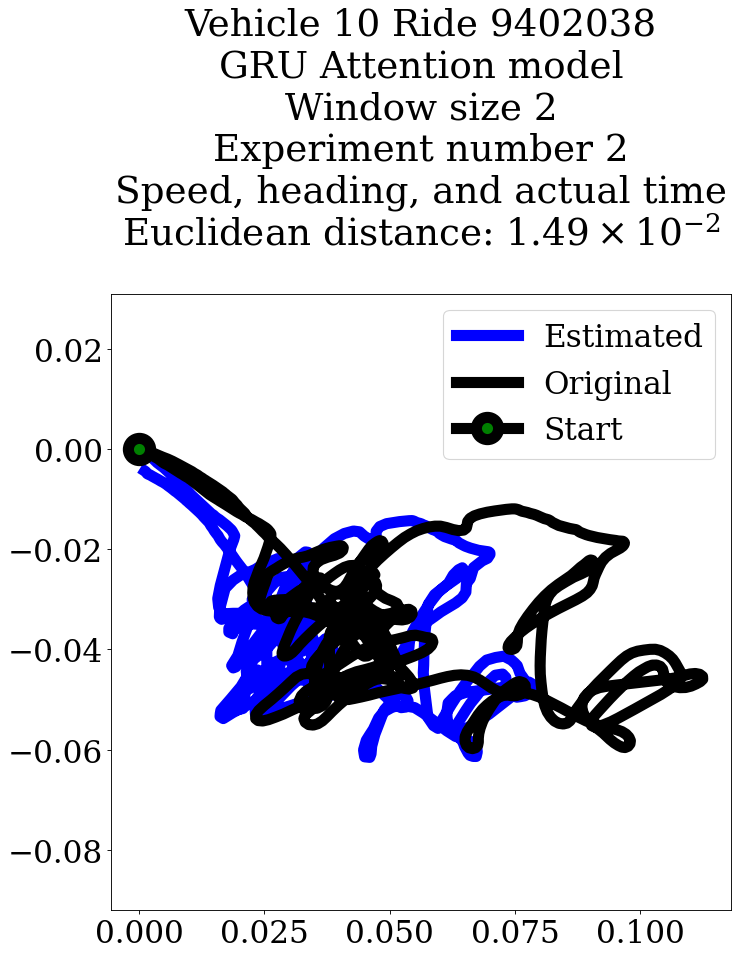 Vehicle 10 Ride 9402038
GRU Attention model
Window size 2
Experiment number 2
Speed, heading, and actual time
Euclidean distance: 1.49 × 10⁻²
Estimated
Original
Start
0.02
0.00
−0.02
−0.04
−0.06
−0.08
0.000 0.025 0.050 0.075 0.100